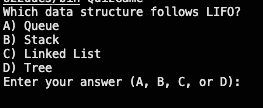 Which data structure follows LIFO?
A) Queue
B) Stack
C) Linked List
D) Tree
Enter your answer (A, B, C, or D):